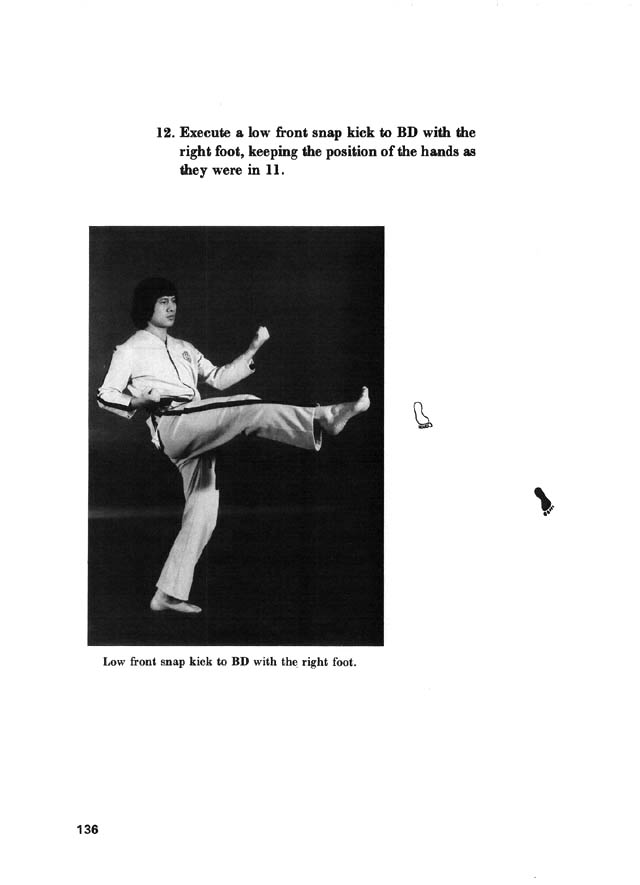 12. Execute a low front snap kick to BD with the
right foot, keeping the position of the hands as
they were in 11.
Low front snap kick to BD with the right foot.
136